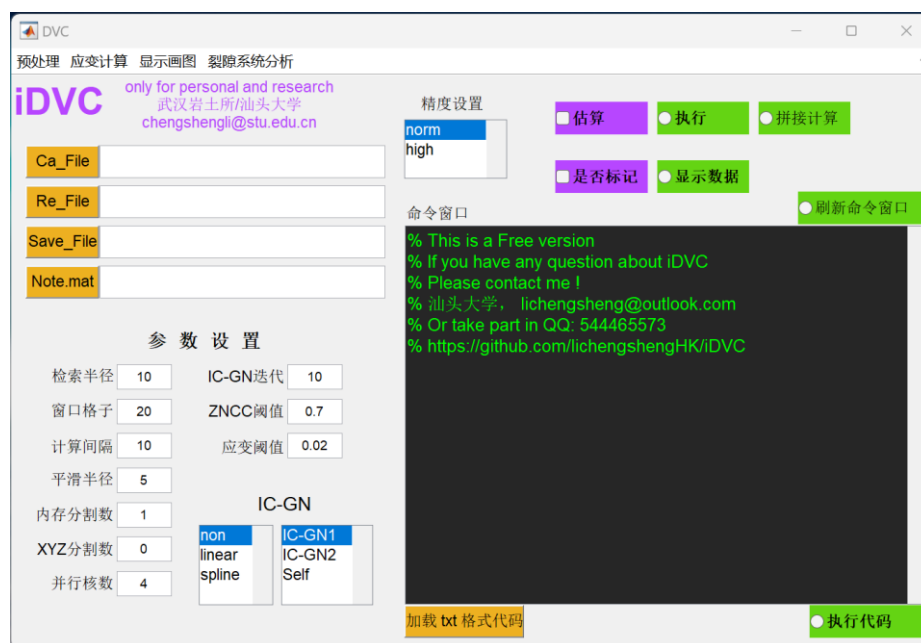 DVC
预处理 应变计算 显示画图 裂隙系统分析
iDVC
only for personal and research
武汉岩土所/汕头大学
chengshengli@stu.edu.cn
Ca_File
Re_File
Save_File
Note.mat
精度设置
norm
high
估算
执行
拼接计算
是否标记
显示数据
刷新命令窗口
命令窗口
% This is a Free version
% If you have any question about iDVC
% Please contact me !
% 汕头大学， lichengsheng@outlook.com
% Or take part in QQ: 544465573
% https://github.com/lichengshengHK/iDVC
参 数 设 置
检索半径 10 IC-GN迭代 10
窗口格子 20 ZNCC阈值 0.7
计算间隔 10 应变阈值 0.02
平滑半径 5
内存分割数 1
XYZ分割数 0
并行核数 4
IC-GN
non IC-GN1
linear IC-GN2
spline Self
加载 txt 格式代码
执行代码